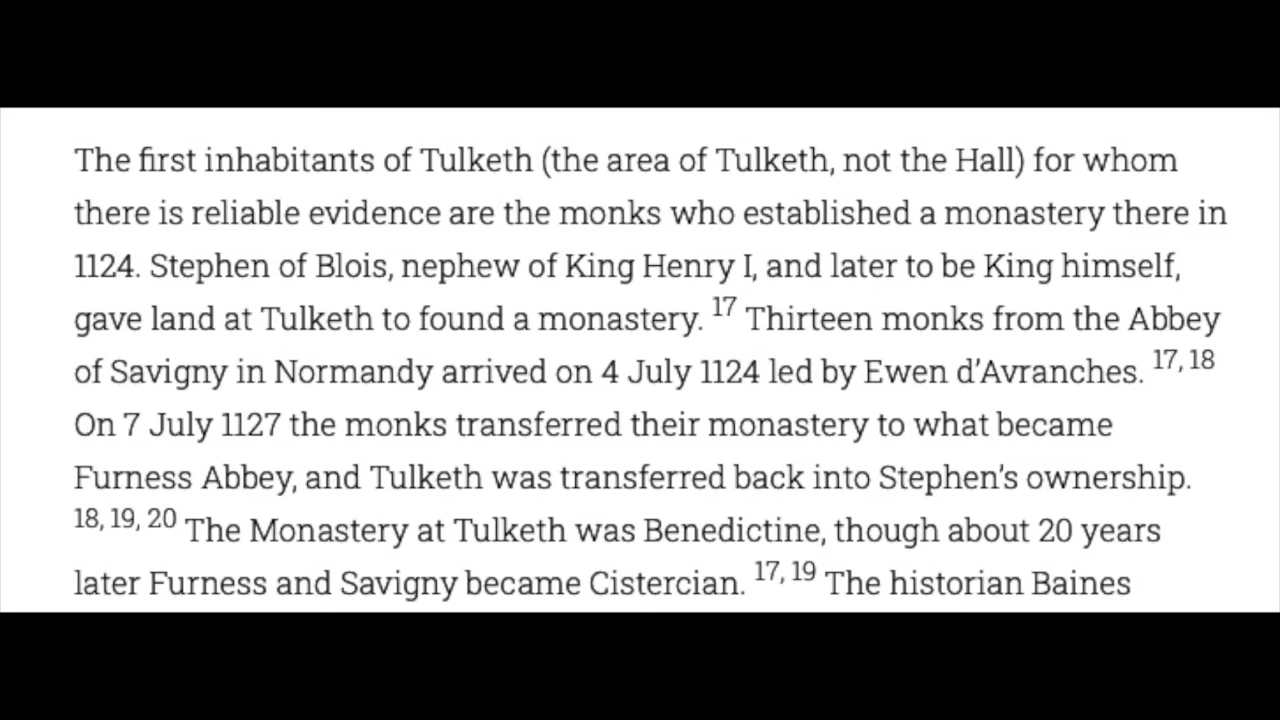 The first inhabitants of Tulketh (the area of Tulketh, not the Hall) for whom
there is reliable evidence are the monks who established a monastery there in
1124. Stephen of Blois, nephew of King Henry I, and later to be King himself,
gave land at Tulketh to found a monastery. 17 Thirteen monks from the Abbey
of Savigny in Normandy arrived on 4 July 1124 led by Ewen d’Avranches. 17, 18
On 7 July 1127 the monks transferred their monastery to what became
Furness Abbey, and Tulketh was transferred back into Stephen’s ownership.
18, 19, 20 The Monastery at Tulketh was Benedictine, though about 20 years
later Furness and Savigny became Cistercian. 17, 19 The historian Baines